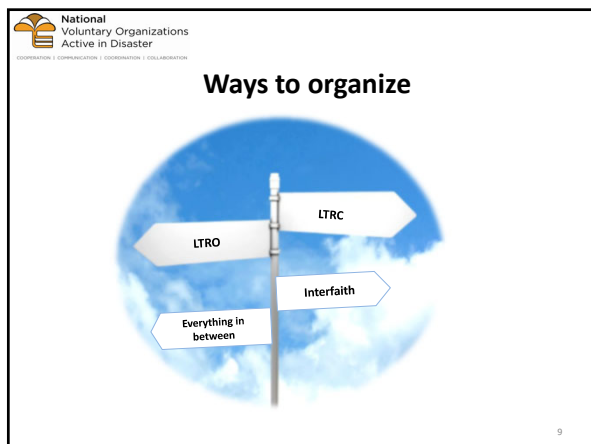 National
Voluntary Organizations
Active in Disaster
COOPERATION | COMMUNICATION | COORDINATION | COLLABORATION
Ways to organize
LTRC
LTRO
Interfaith
Everything in
between
9